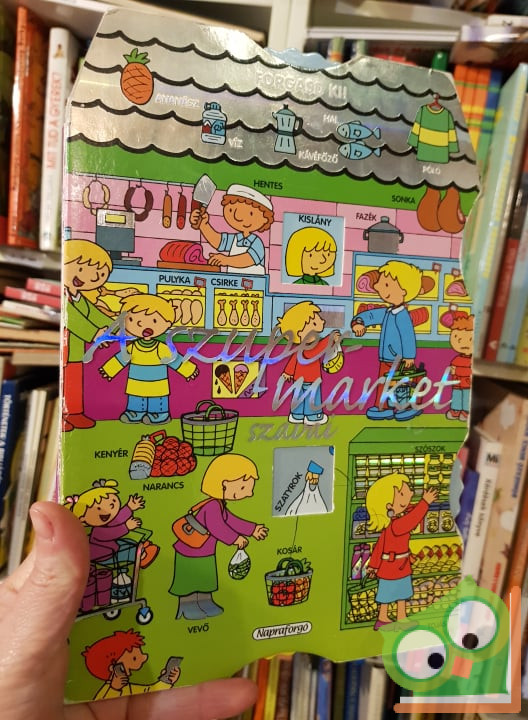 FORGASD KI!
ANANÁSZ
VÍZ
KÁVÉFŐZŐ
HAL
PÓLÓ
HENTES
SONKA
KISLÁNY
FAZÉK
PULYKA
CSIRKE
A szuper-
market
szavai
KENYÉR
NARANCS
SZATYROK
SZÓSZOK
KOSÁR
VEVŐ
Napraforgó